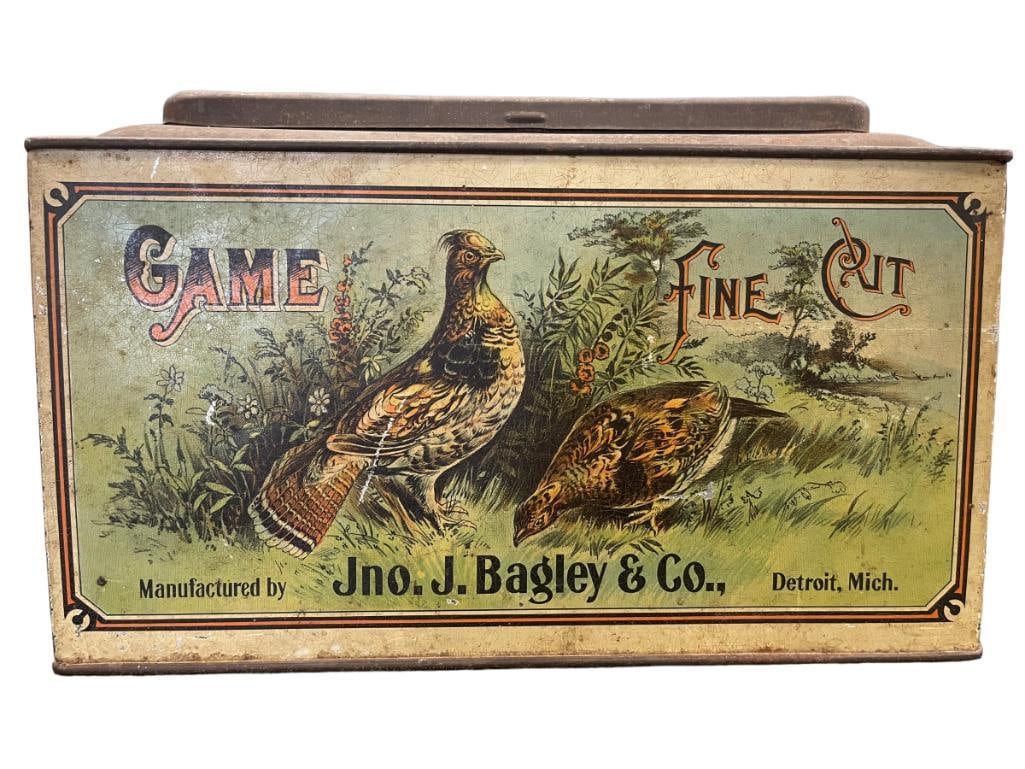 GAME FINE CUT
Manufactured by Jno. J. Bagley & Co., Detroit, Mich.